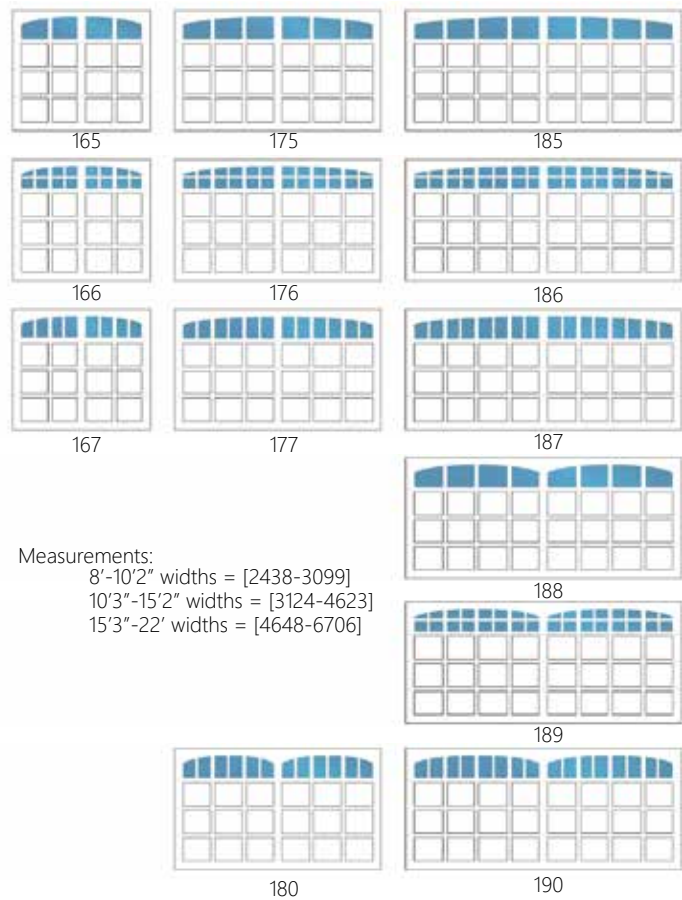 165 175 185
166 176 186
167 177 187
188
Measurements:
8'-10'2" widths = [2438-3099]
10'3"-15'2" widths = [3124-4623]
15'3"-22' widths = [4648-6706]
189
180 190